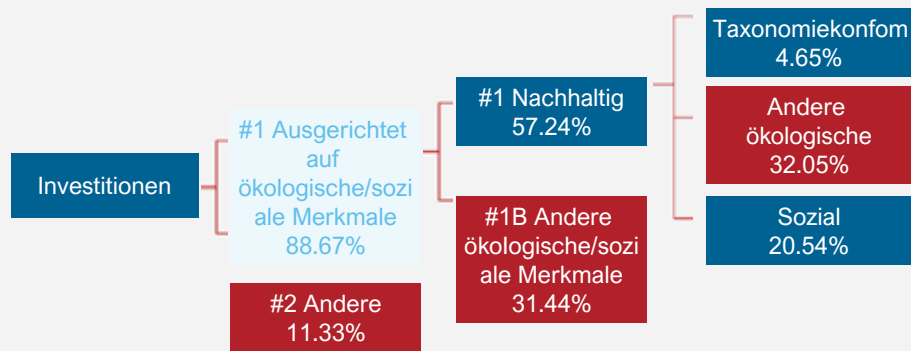 Investitionen
#1 Ausgerichtet
auf
ökologische/sozi
ale Merkmale
88.67%
#2 Andere
11.33%
#1 Nachhaltig
57.24%
#1B Andere
ökologische/sozi
ale Merkmale
31.44%
Taxonomiekonfom
4.65%
Andere
ökologische
32.05%
Sozial
20.54%